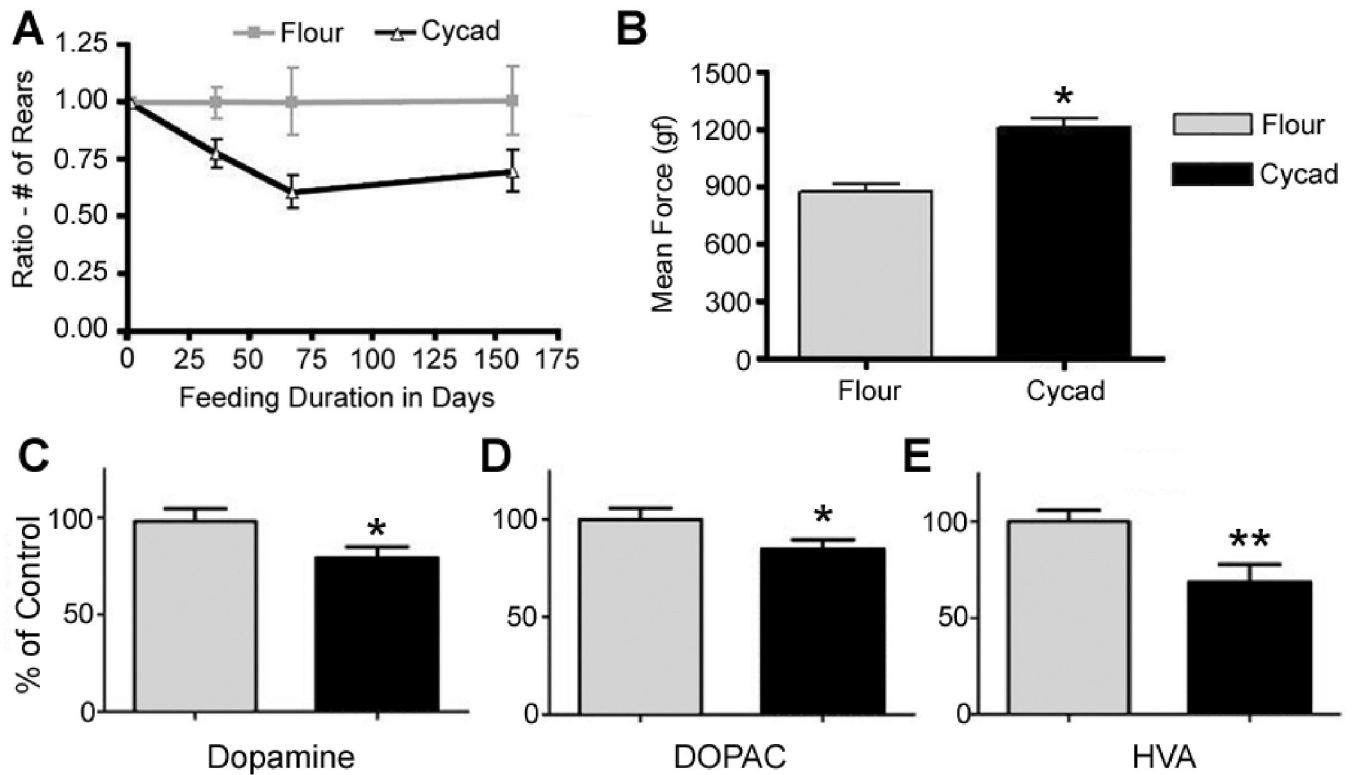 A
Flour
Cycad
Ratio - # of Rears
1.25
1.00
0.75
0.50
0.25
0.00
0 25 50 75 100 125 150 175
Feeding Duration in Days
B
*
Mean Force (gf)
1500
1200
900
600
300
0
Flour Cycad
Flour
Cycad
C
% of Control
100
50
0
*
Dopamine
D
100
50
0
*
DOPAC
E
100
50
0
**
HVA